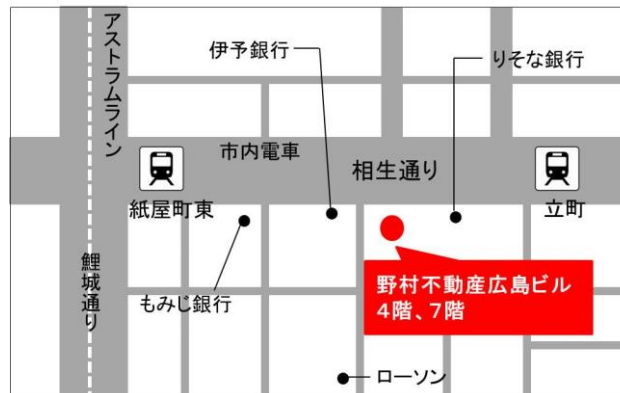 アストラムライン
伊予銀行
りそな銀行
市内電車
相生通り
紙屋町東
立町
鯉城通り
もみじ銀行
野村不動産広島ビル
4階、7階
ローソン